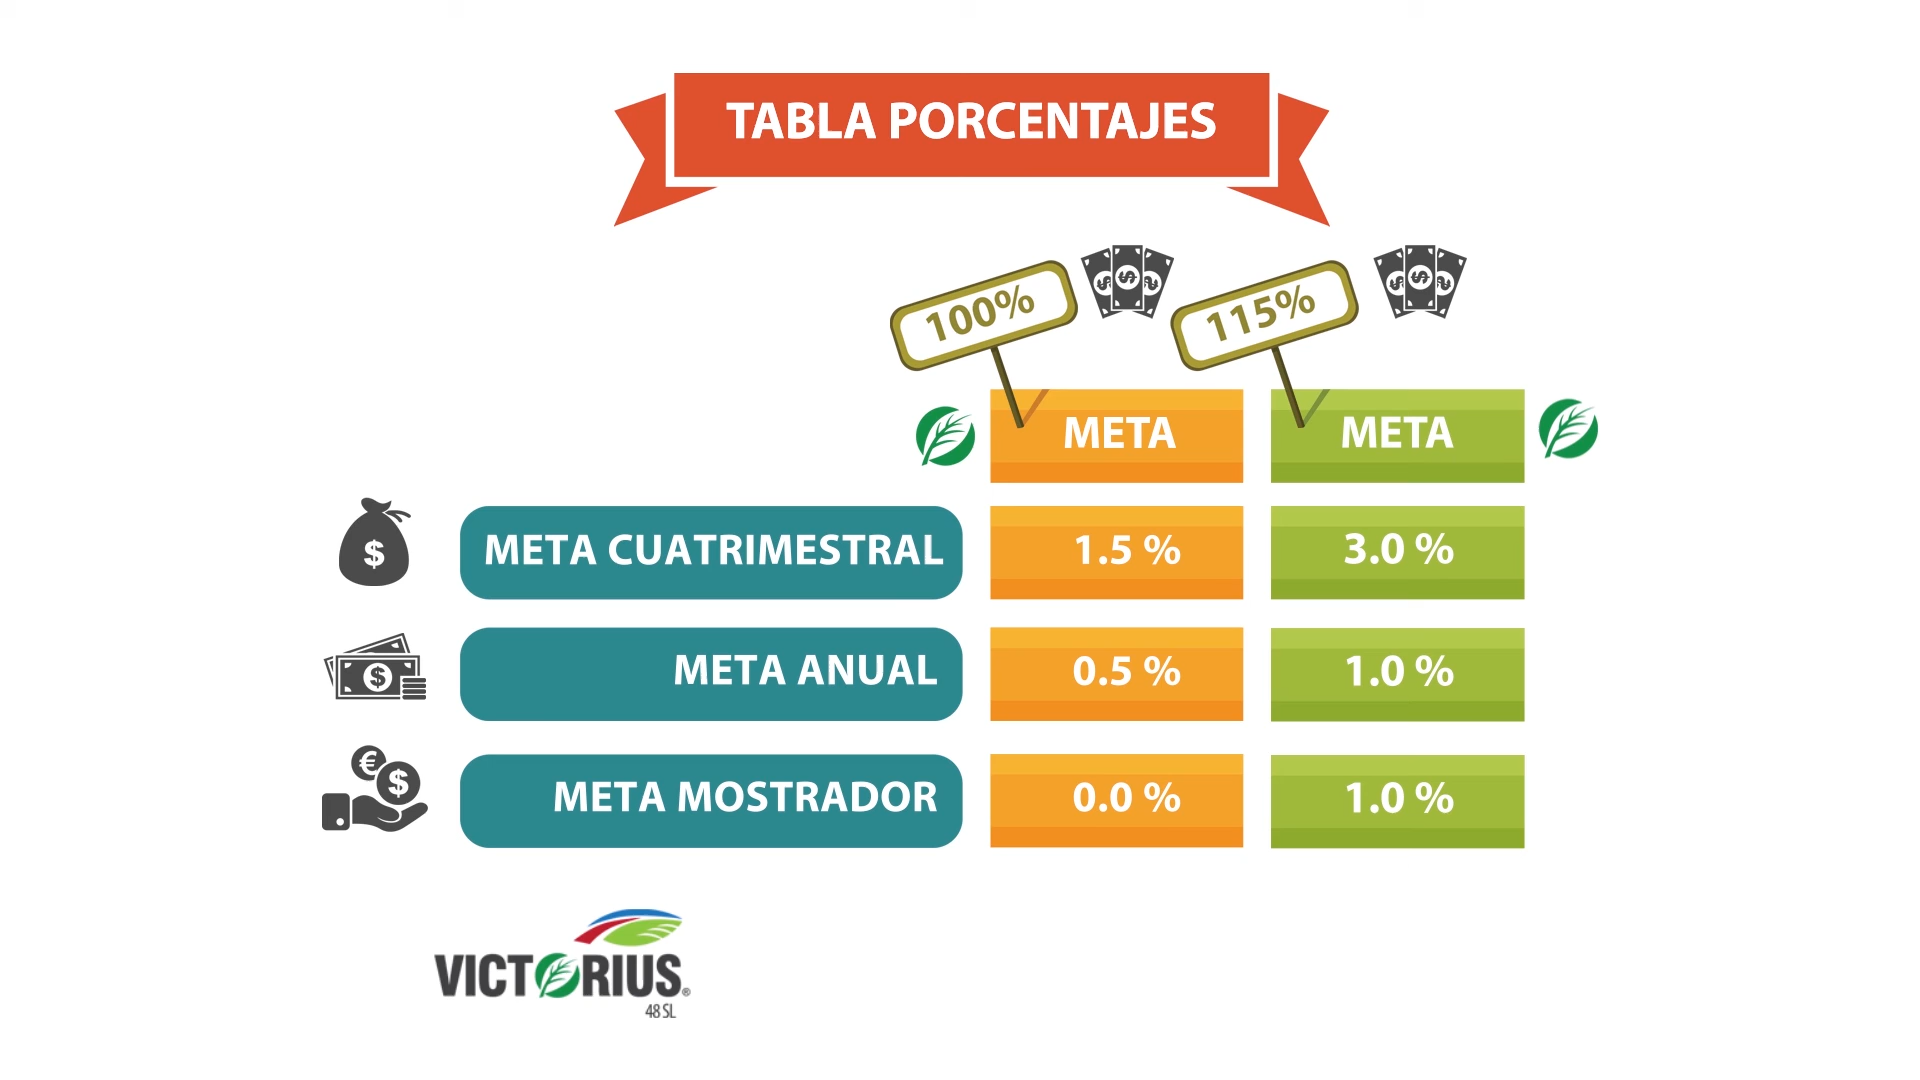 TABLA PORCENTAJES
100%
115%
META
META
META CUATRIMESTRAL
1.5 %
3.0 %
META ANUAL
0.5 %
1.0 %
META MOSTRADOR
0.0 %
1.0 %
VICTORIUS®
48 SL